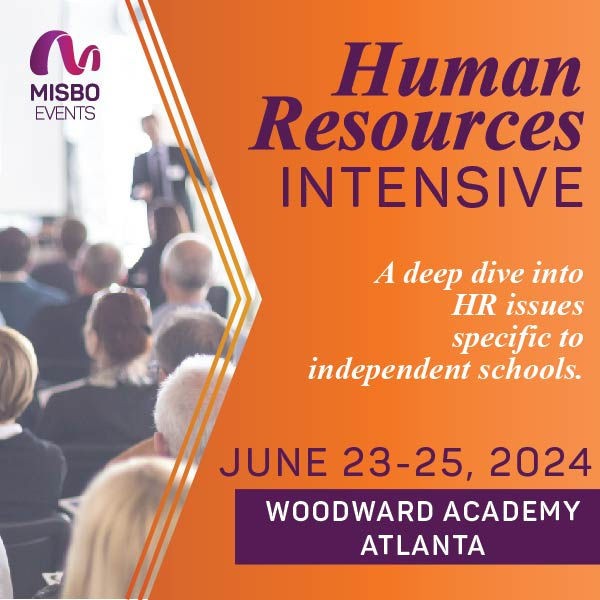 MISBO
EVENTS
Human
Resources
INTENSIVE
A deep dive into
HR issues
specific to
independent schools.
JUNE 23-25, 2024
WOODWARD ACADEMY
ATLANTA